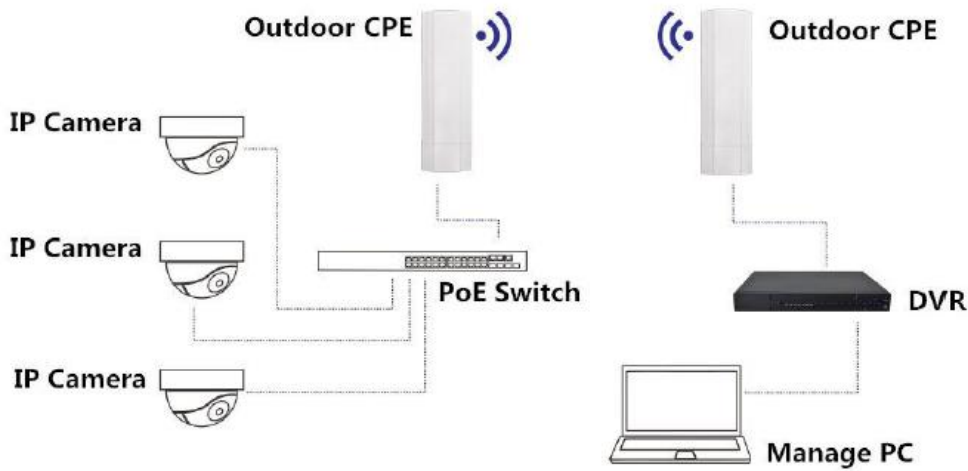 Outdoor CPE
Outdoor CPE
IP Camera
IP Camera
PoE Switch
DVR
IP Camera
Manage PC